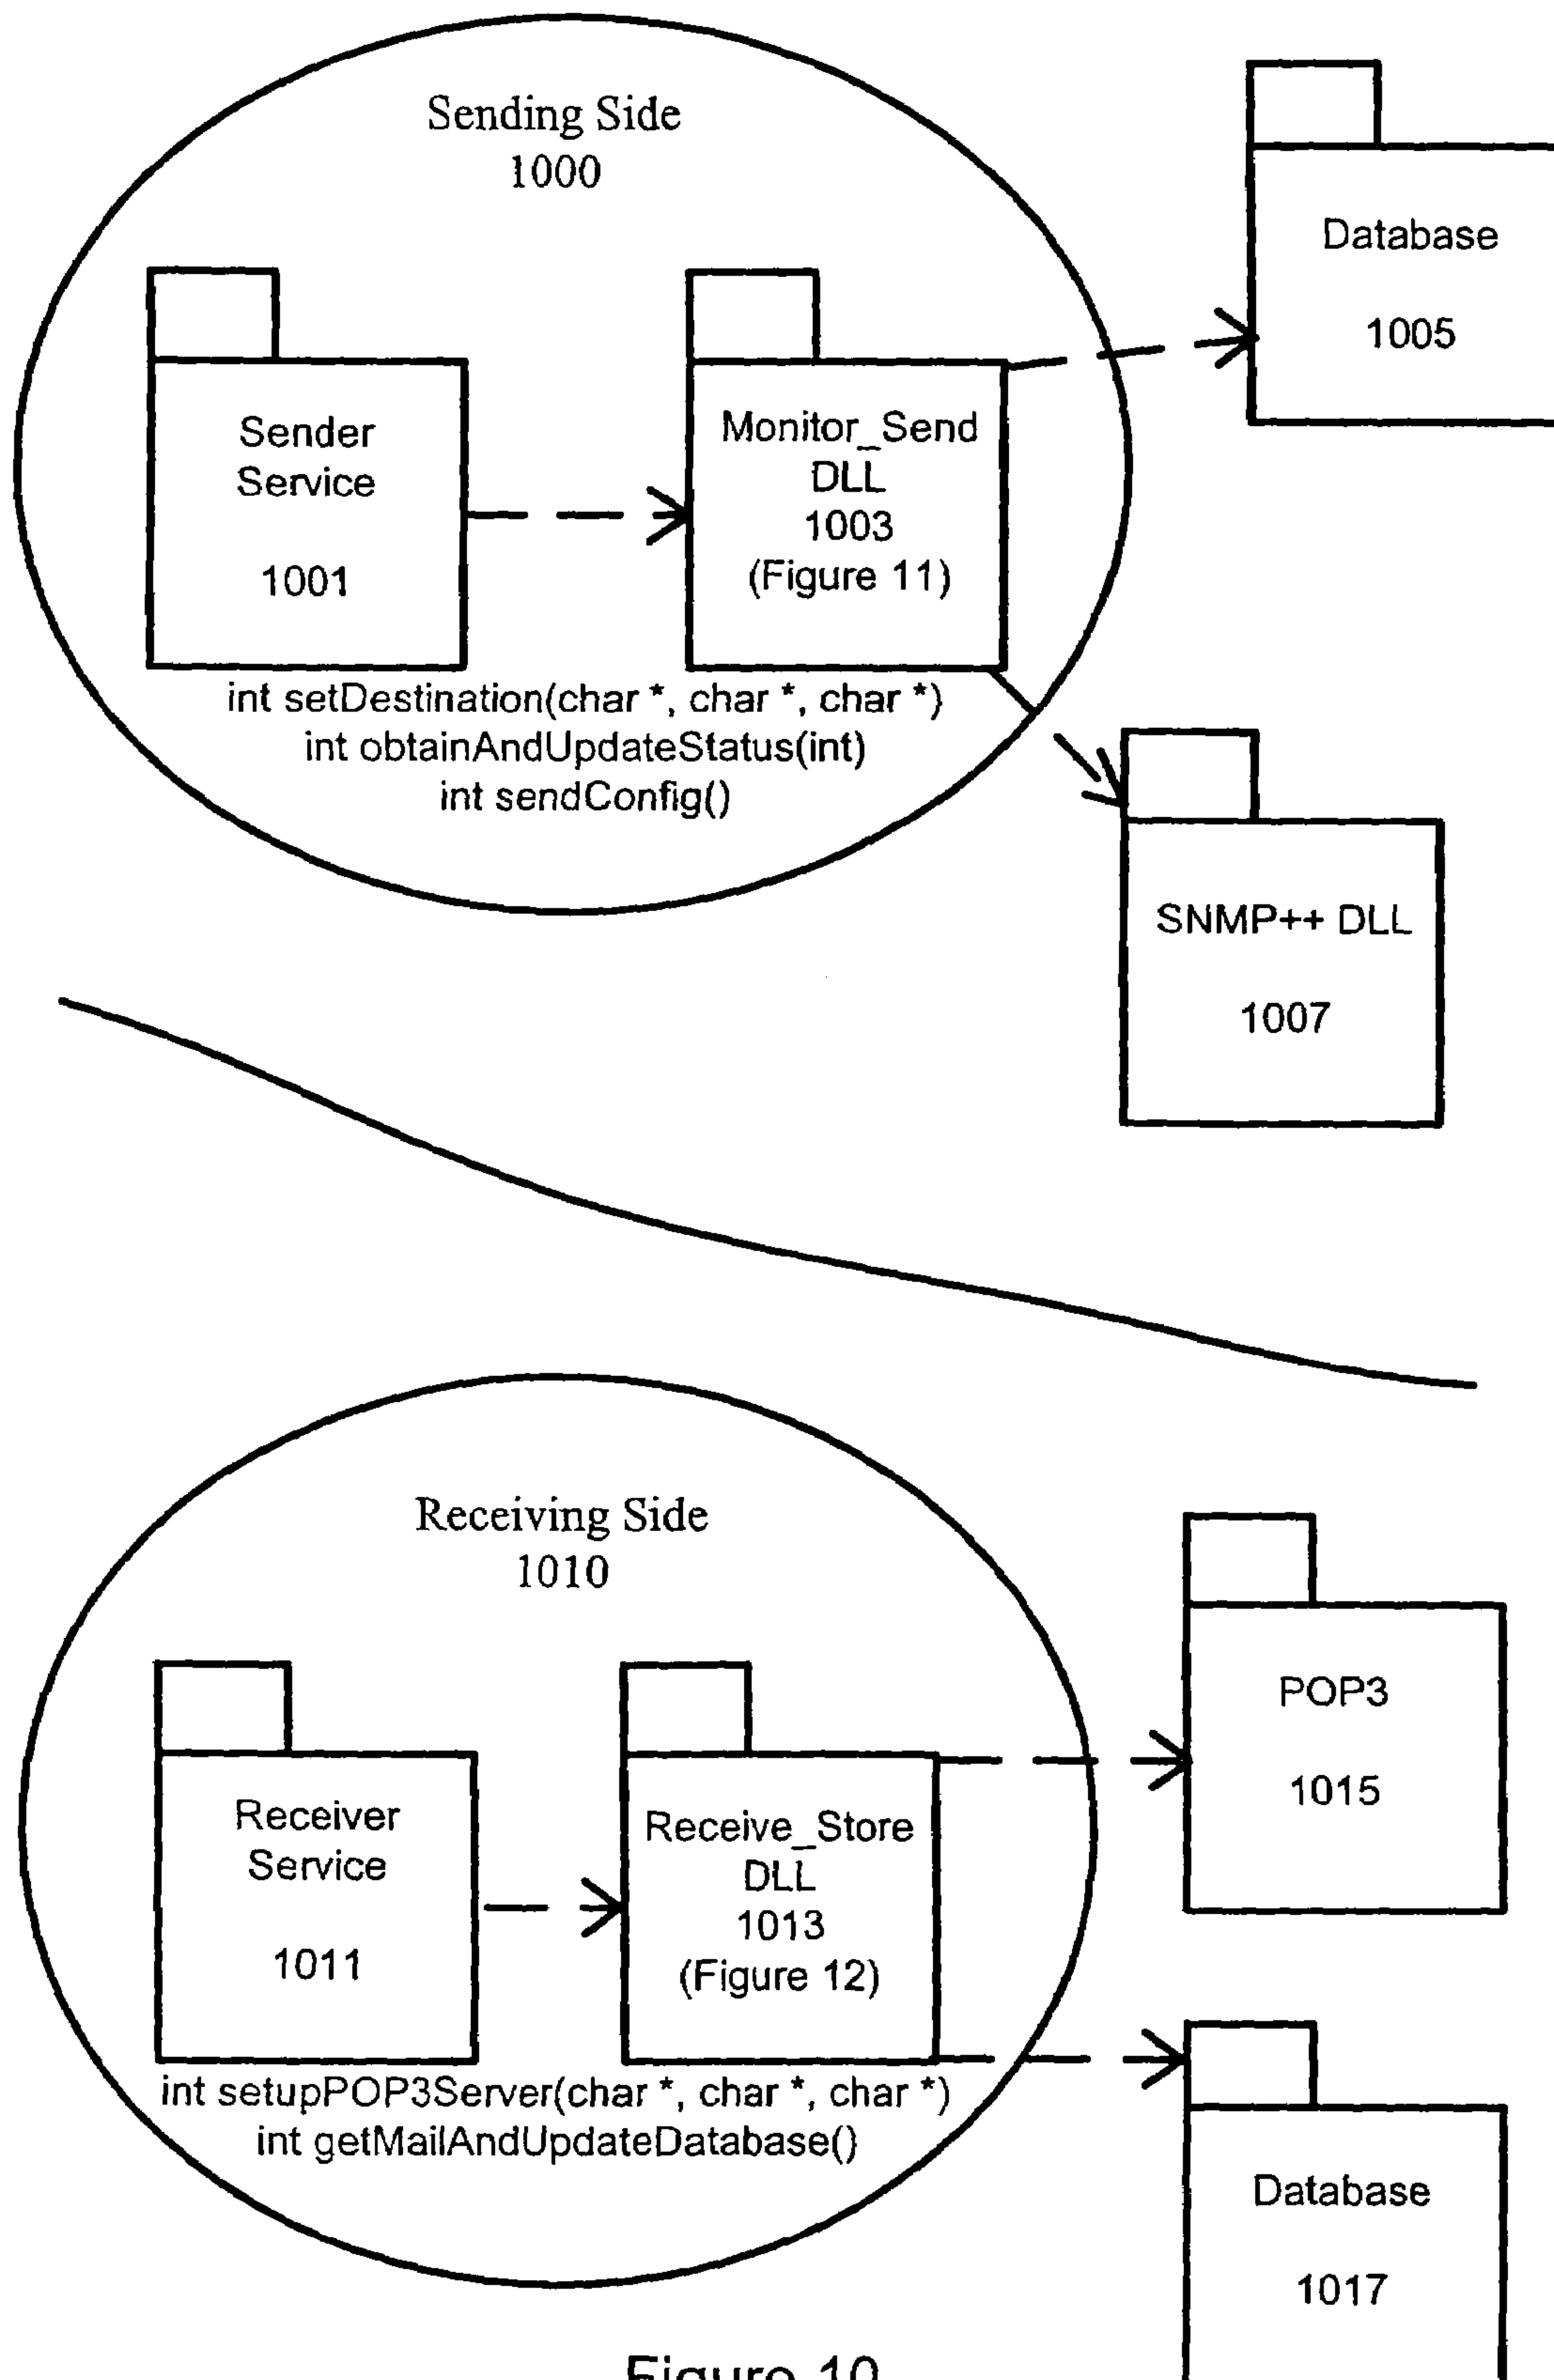 Sending Side
1000
Database
1005
Sender
Service
1001
Monitor_Send
DLL
1003
(Figure 11)
int setDestination(char *, char *, char *)
int obtainAndUpdateStatus(int)
int sendConfig()
SNMP++ DLL
1007
Receiving Side
1010
POP3
1015
Receiver
Service
1011
Receive_Store
DLL
1013
(Figure 12)
int setupPOP3Server(char *, char *, char *)
int getMailAndUpdateDatabase()
Database
1017
Figure 10